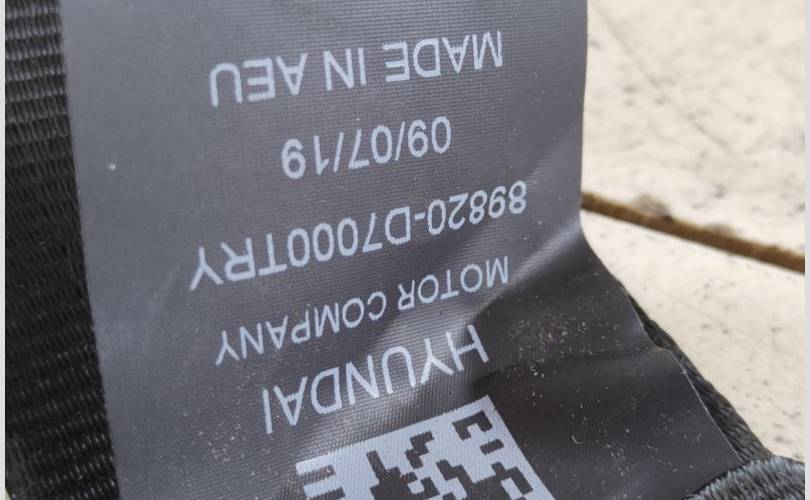 HYUNDAI
MOTOR COMPANY
89820-D7000TRY
09/07/19
MADE IN AEU